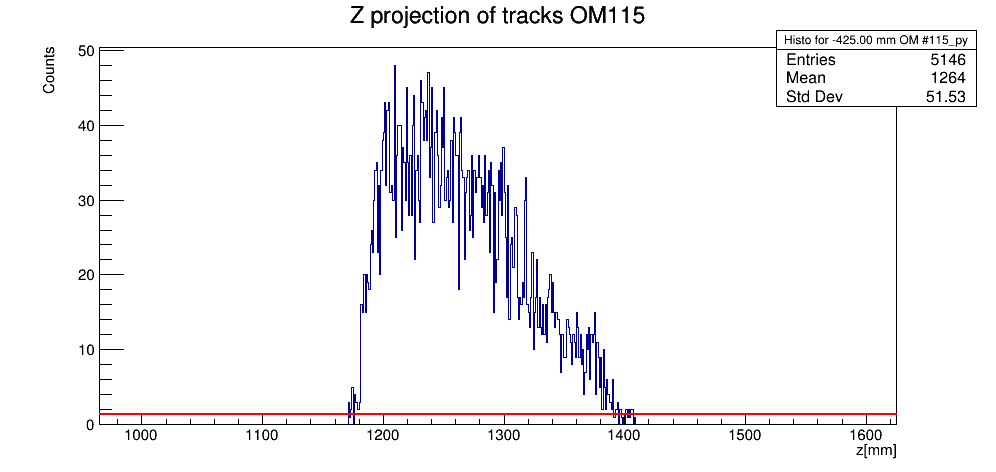 Z projection of tracks OM115
Histo for -425.00 mm OM #115_py
Entries 5146
Mean 1264
Std Dev 51.53
Counts
50
40
30
20
10
0
1000 1100 1200 1300 1400 1500 1600
z[mm]